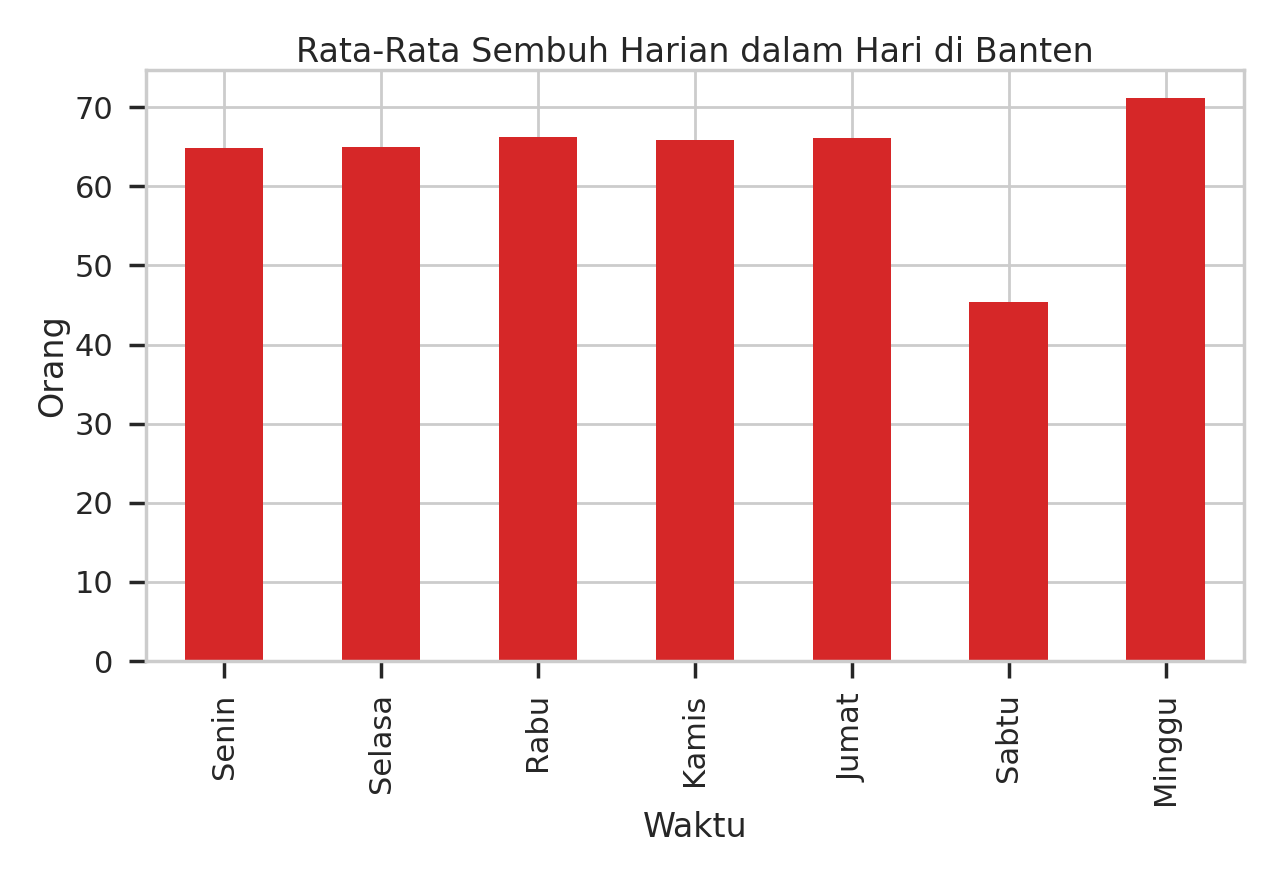 Rata-Rata Sembuh Harian dalam Hari di Banten
Orang
70
60
50
40
30
20
10
0
Senin
Selasa
Rabu
Kamis
Jumat
Sabtu
Minggu
Waktu